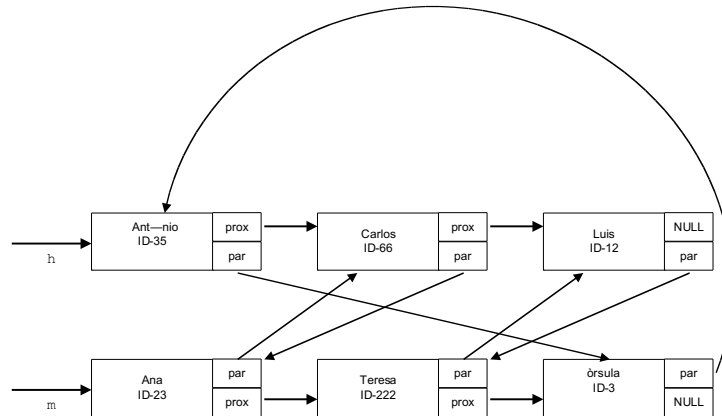 Ant—nio
ID-35
prox
par
Carlos
ID-66
prox
par
Luis
ID-12
NULL
par
h
Ana
ID-23
par
prox
Teresa
ID-222
par
prox
òrsula
ID-3
par
NULL
m